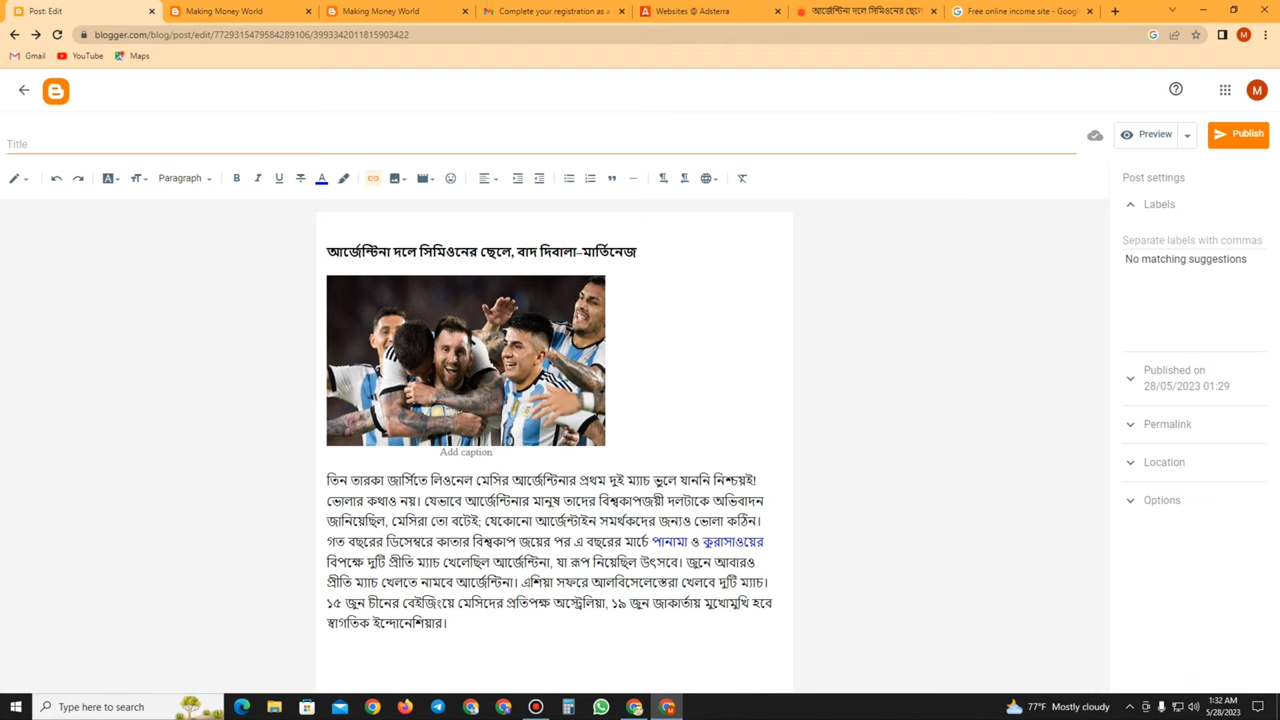 Post: Edit
Making Money World
Making Money World
Complete your registration as a
Websites @ Adsterra
আর্জেন্টিনা দলে সিমিওনের ছেলে
Free online income site - Goog
blogger.com/blog/post/edit/7729315479584289106/3993342011815903422
Gmail YouTube Maps
M
Title
Preview
Publish
Paragraph
Post settings
Labels
Separate labels with commas
No matching suggestions
Published on
28/05/2023 01:29
Permalink
Location
Options
আর্জেন্টিনা দলে সিমিওনের ছেলে, বাদ দিবালা–মার্তিনেজ
Add caption
তিন তারকা জার্সিতে লিওনেল মেসির আর্জেন্টিনার প্রথম দুই ম্যাচ ভুলে যাননি নিশ্চয়ই!
ভোলার কথাও নয়। যেভাবে আর্জেন্টিনার মানুষ তাদের বিশ্বকাপজয়ী দলটাকে অভিবাদন
জানিয়েছিল, মেসিরা তো বটেই; যেকোনো আর্জেন্টাইন সমর্থকদের জন্যও ভোলা কঠিন।
গত বছরের ডিসেম্বরে কাতার বিশ্বকাপ জয়ের পর এ বছরের মার্চে পানামা ও কুরাসাওয়ের
বিপক্ষে দুটি প্রীতি ম্যাচ খেলেছিল আর্জেন্টিনা, যা রূপ নিয়েছিল উৎসবে। জুনে আবারও
প্রীতি ম্যাচ খেলতে নামবে আর্জেন্টিনা। এশিয়া সফরে আলবিসেলেস্তেরা খেলবে দুটি ম্যাচ।
১৫ জুন চীনের বেইজিংয়ে মেসিদের প্রতিপক্ষ অস্ট্রেলিয়া, ১৯ জুন জাকার্তায় মুখোমুখি হবে
স্বাগতিক ইন্দোনেশিয়ার।
Type here to search
77°F Mostly cloudy
1:32 AM
5/28/2023